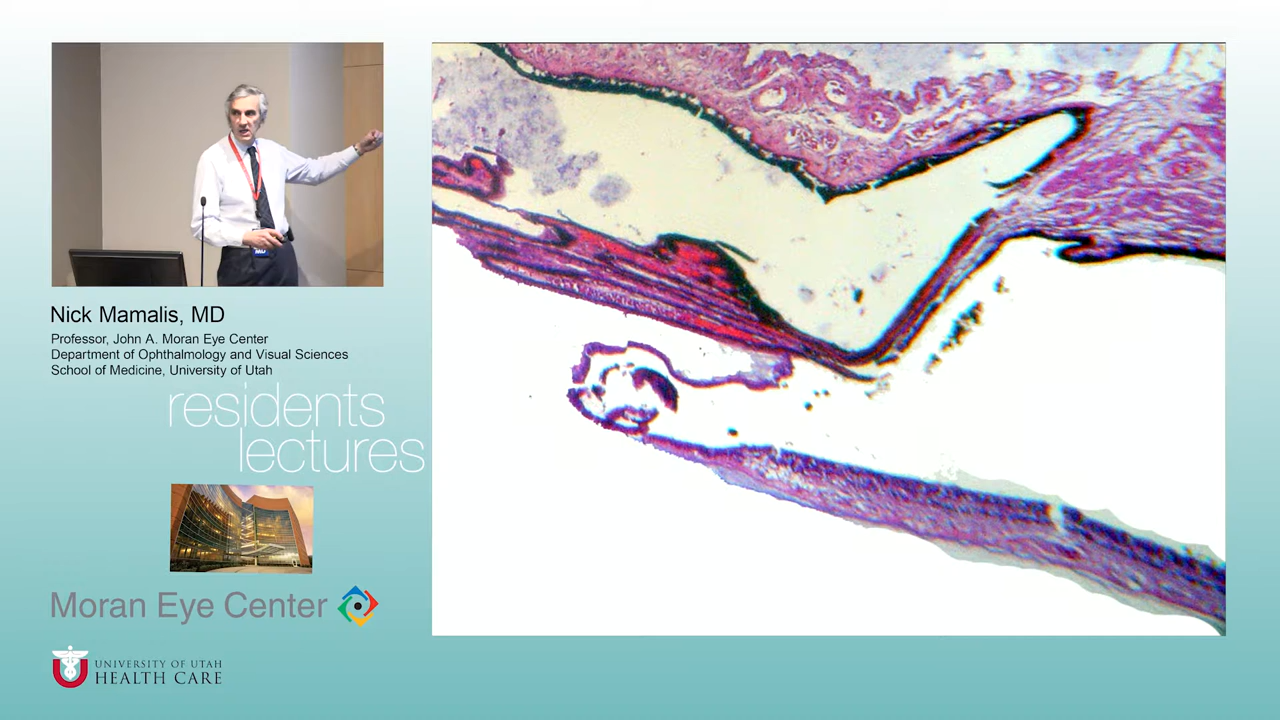 Nick Mamalis, MD
Professor, John A. Moran Eye Center
Department of Ophthalmology and Visual Sciences
School of Medicine, University of Utah
residents
lectures
Moran Eye Center
UNIVERSITY OF UTAH
HEALTH CARE